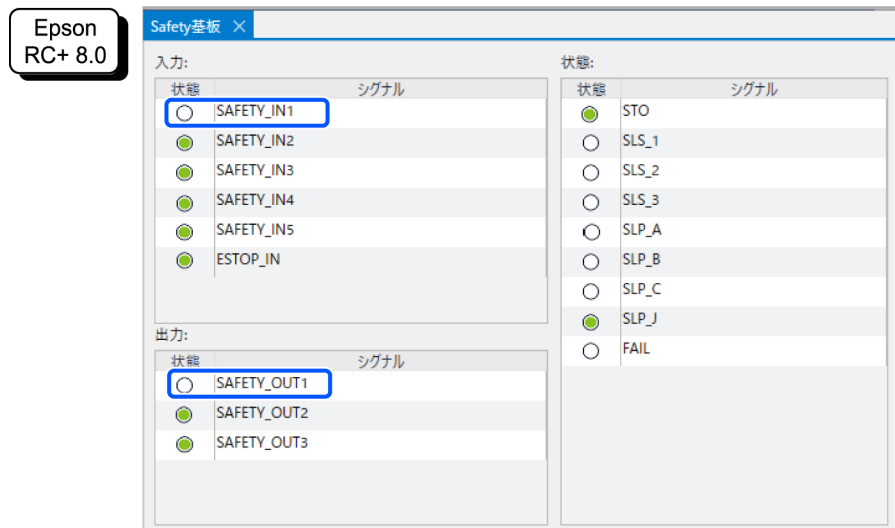 Epson
RC+ 8.0
Safety基板
入力:
状態 シグナル
SAFETY_IN1
SAFETY_IN2
SAFETY_IN3
SAFETY_IN4
SAFETY_IN5
ESTOP_IN
出力:
状態 シグナル
SAFETY_OUT1
SAFETY_OUT2
SAFETY_OUT3
状態:
状態 シグナル
STO
SLS_1
SLS_2
SLS_3
SLP_A
SLP_B
SLP_C
SLP_J
FAIL